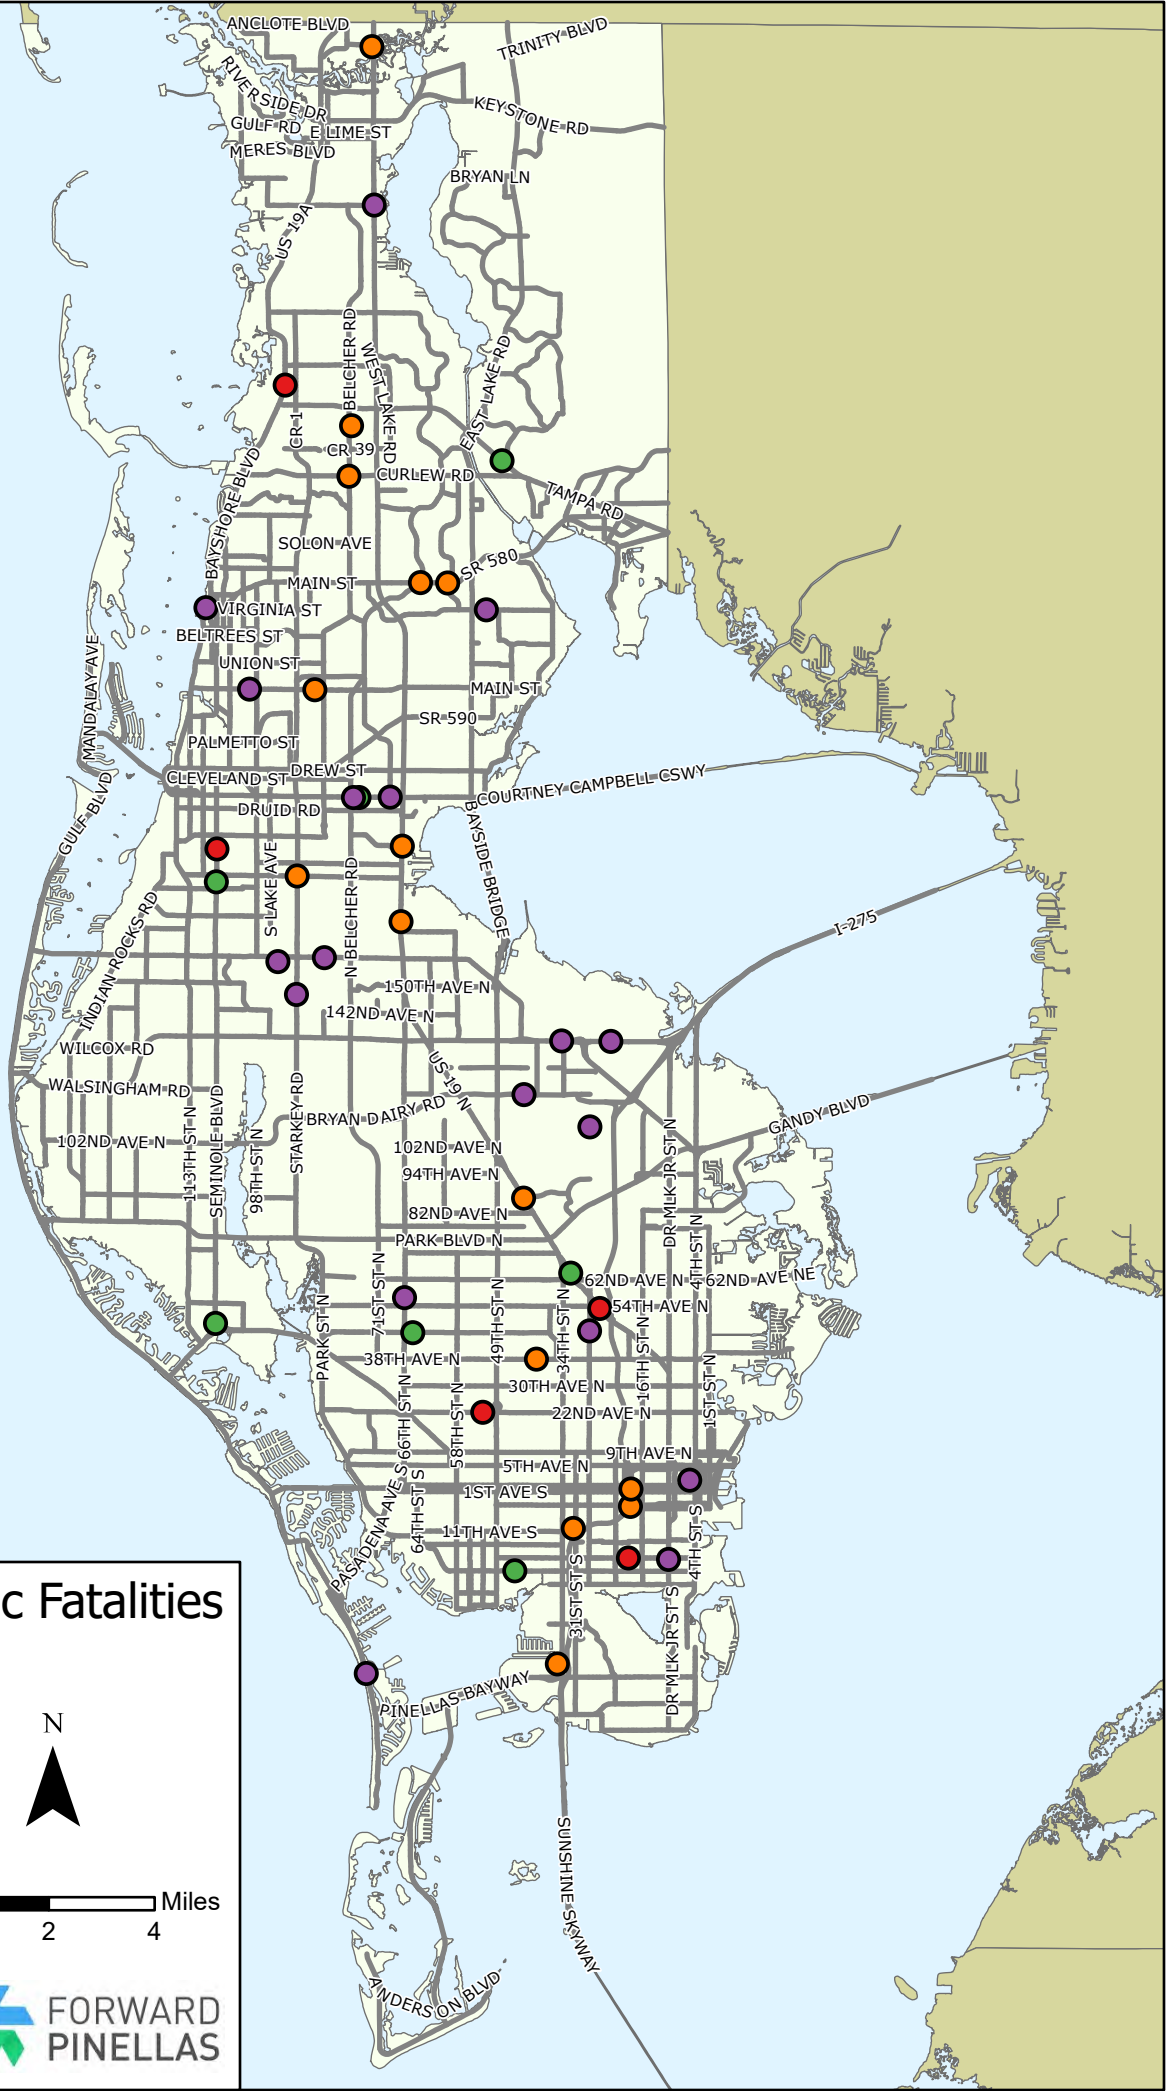 ANCLOTE BLVD
TRINITY BLVD
RIVERSIDE DR
KEYSTONE RD
GULF RD
E LIME ST
MERES BLVD
BRYAN LN
US 19A
BELCHER RD
WEST LAKE RD
EAST LAKE RD
CR 1
CR 39
CURLEW RD
BAYSHORE BLVD
TAMPA RD
SOLON AVE
SR 580
MAIN ST
VIRGINIA ST
BELTREES ST
UNION ST
MANDALAY AVE
MAIN ST
SR 590
PALMETTO ST
DREW ST
CLEVELAND ST
COURTNEY CAMPBELL CSWY
DRUID RD
GULF BLVD
BAYSIDE BRIDGE
S LAKE AVE
N BELCHER RD
INDIAN ROCKS RD
I-275
150TH AVE N
142ND AVE N
WILCOX RD
US 19 N
WALSINGHAM RD
STARKEY RD
BRYAN DAIRY RD
GANDY BLVD
113TH ST N
SEMINOLE BLVD
98TH ST N
102ND AVE N
102ND AVE N
DR MLK JR ST N
94TH AVE N
82ND AVE N
4TH ST N
PARK BLVD N
71ST ST N
62ND AVE N
62ND AVE NE
49TH ST N
34TH ST N
54TH AVE N
PARK ST N
16TH ST N
38TH AVE N
1ST ST N
30TH AVE N
66TH ST N
58TH ST N
22ND AVE N
9TH AVE N
5TH AVE N
1ST AVE S
PASADENA AVE S
64TH ST S
11TH AVE S
4TH ST S
31ST ST S
DR MLK JR ST S
c Fatalities
PINELLAS BAYWAY
N
SUNSHINE SKYWAY
Miles
2 4
ANDERSON BLVD
FORWARD
PINELLAS